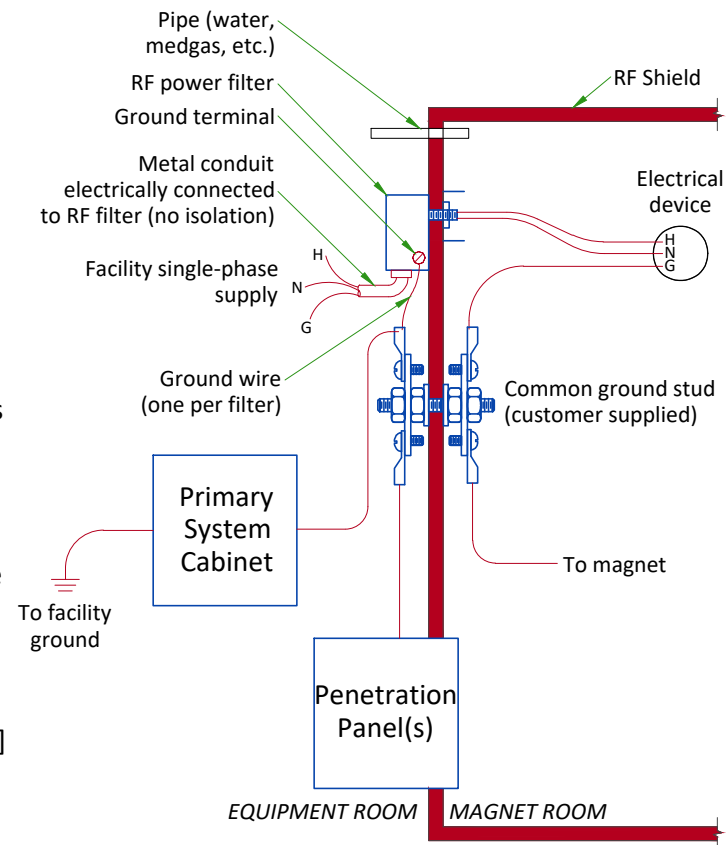 Pipe (water,
medgas, etc.)
RF power filter
Ground terminal
RF Shield
Metal conduit
electrically connected
to RF filter (no isolation)
Electrical
device
H
N
G
Facility single-phase
supply
H
N
G
Ground wire
(one per filter)
Common ground stud
(customer supplied)
s
Primary
System
Cabinet
To magnet
e
To facility
ground
Penetration
Panel(s)
]
EQUIPMENT ROOM
MAGNET ROOM